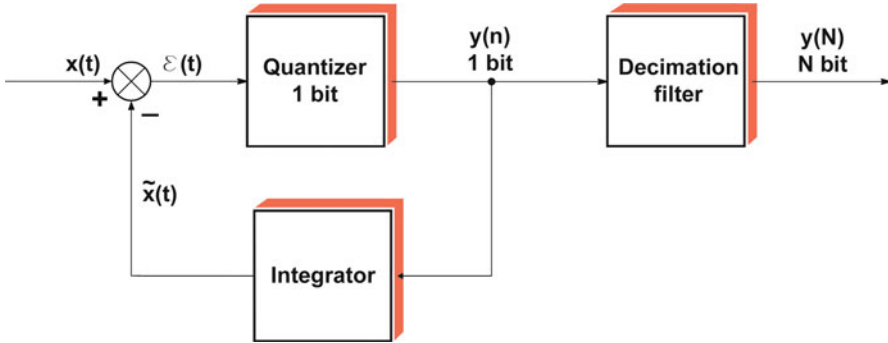 x(t)
+
−
ℰ(t)
Quantizer
1 bit
y(n)
1 bit
Decimation
filter
y(N)
N bit
x̃(t)
Integrator